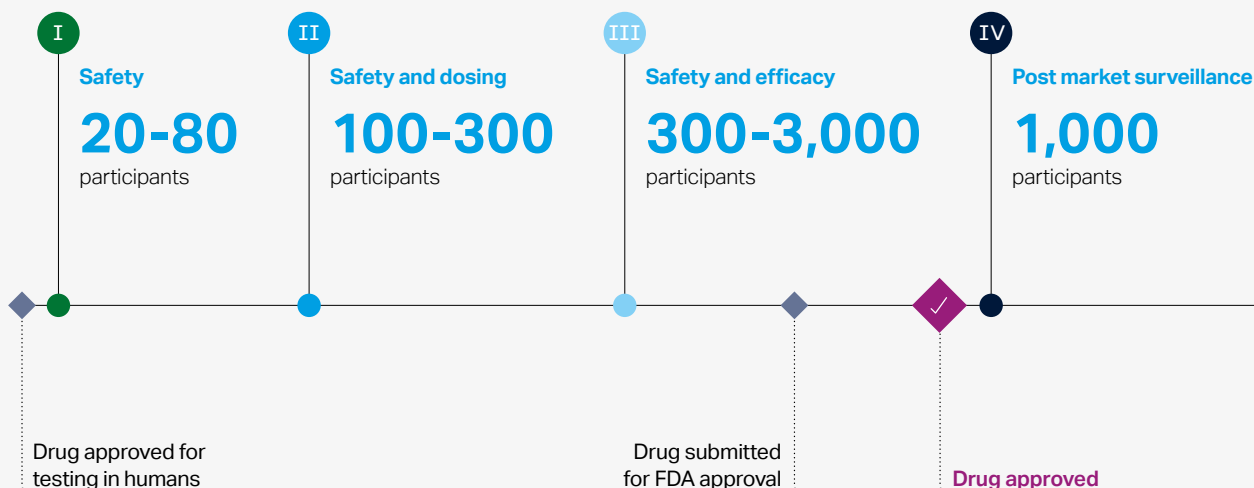 I
II
III
IV
Safety
Safety and dosing
Safety and efficacy
Post market surveillance
20-80
100-300
300-3,000
1,000
participants
participants
participants
participants
Drug approved for
testing in humans
Drug submitted
for FDA approval
Drug approved